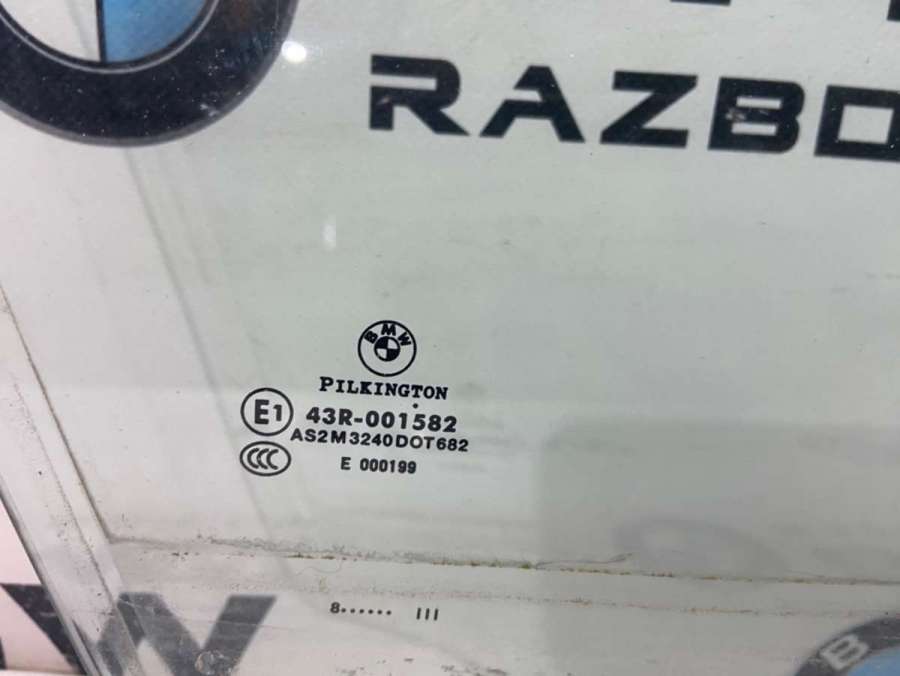 RAZBO
BMW
PILKINGTON
E1 43R-001582
AS2M3240DOT682
CCC E 000199
8...... III
W
B